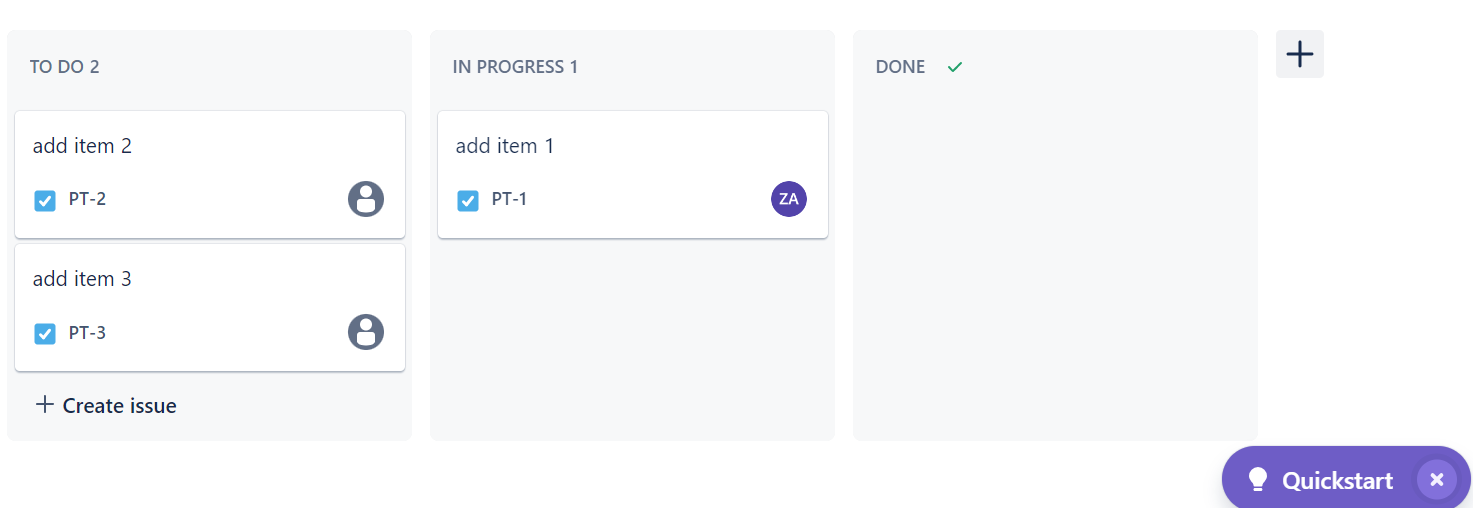 TO DO 2
add item 2
PT-2
add item 3
PT-3
Create issue
IN PROGRESS 1
add item 1
PT-1
ZA
DONE
Quickstart